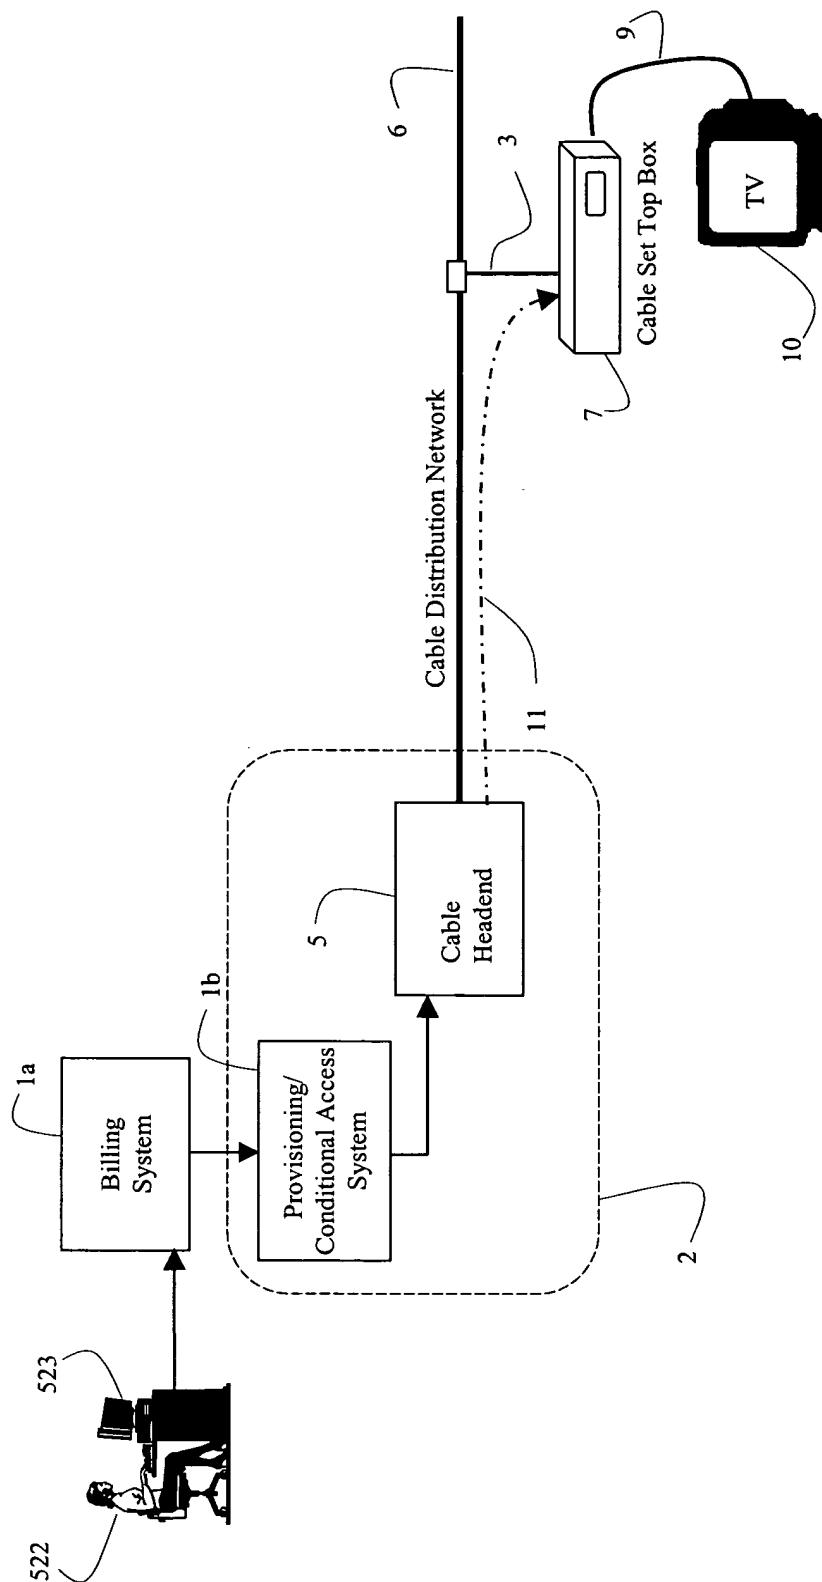 522
523
1a
Billing
System
1b
Provisioning/
Conditional Access
System
2
5
Cable
Headend
Cable Distribution Network
11
6
3
7
Cable Set Top Box
9
TV
10